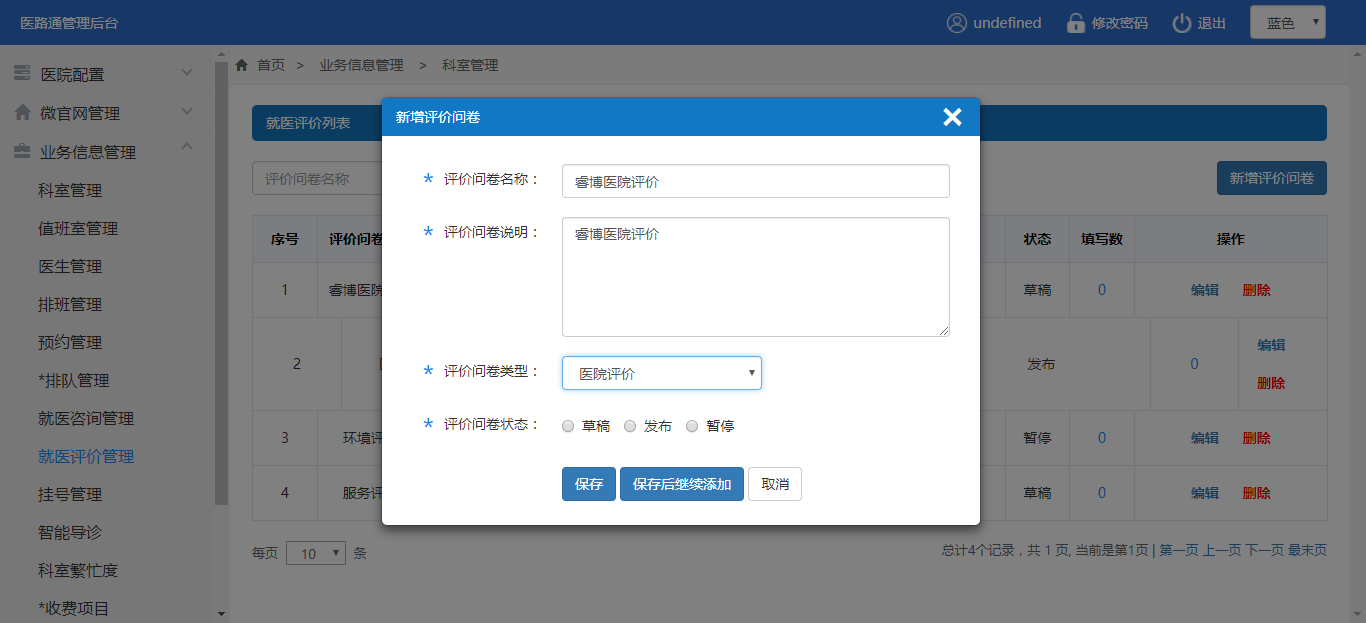 医路通管理后台
undefined
修改密码
退出
蓝色
医院配置
微官网管理
业务信息管理
科室管理
值班室管理
医生管理
排班管理
预约管理
*排队管理
就医咨询管理
就医评价管理
挂号管理
智能导诊
科室繁忙度
*收费项目
首页 > 业务信息管理 > 科室管理
就医评价列表
评价问卷名称
新增评价问卷
序号 评价问卷 状态 填写数 操作
1 睿博医院 草稿 0 编辑 删除
2 发布 0 编辑
删除
3 环境评 暂停 0 编辑 删除
4 服务评 草稿 0 编辑 删除
每页 10 条
总计4个记录，共 1 页, 当前是第1页 | 第一页 上一页 下一页 最末页
新增评价问卷
* 评价问卷名称： 睿博医院评价
* 评价问卷说明： 睿博医院评价
* 评价问卷类型： 医院评价
* 评价问卷状态： 草稿 发布 暂停
保存 保存后继续添加 取消